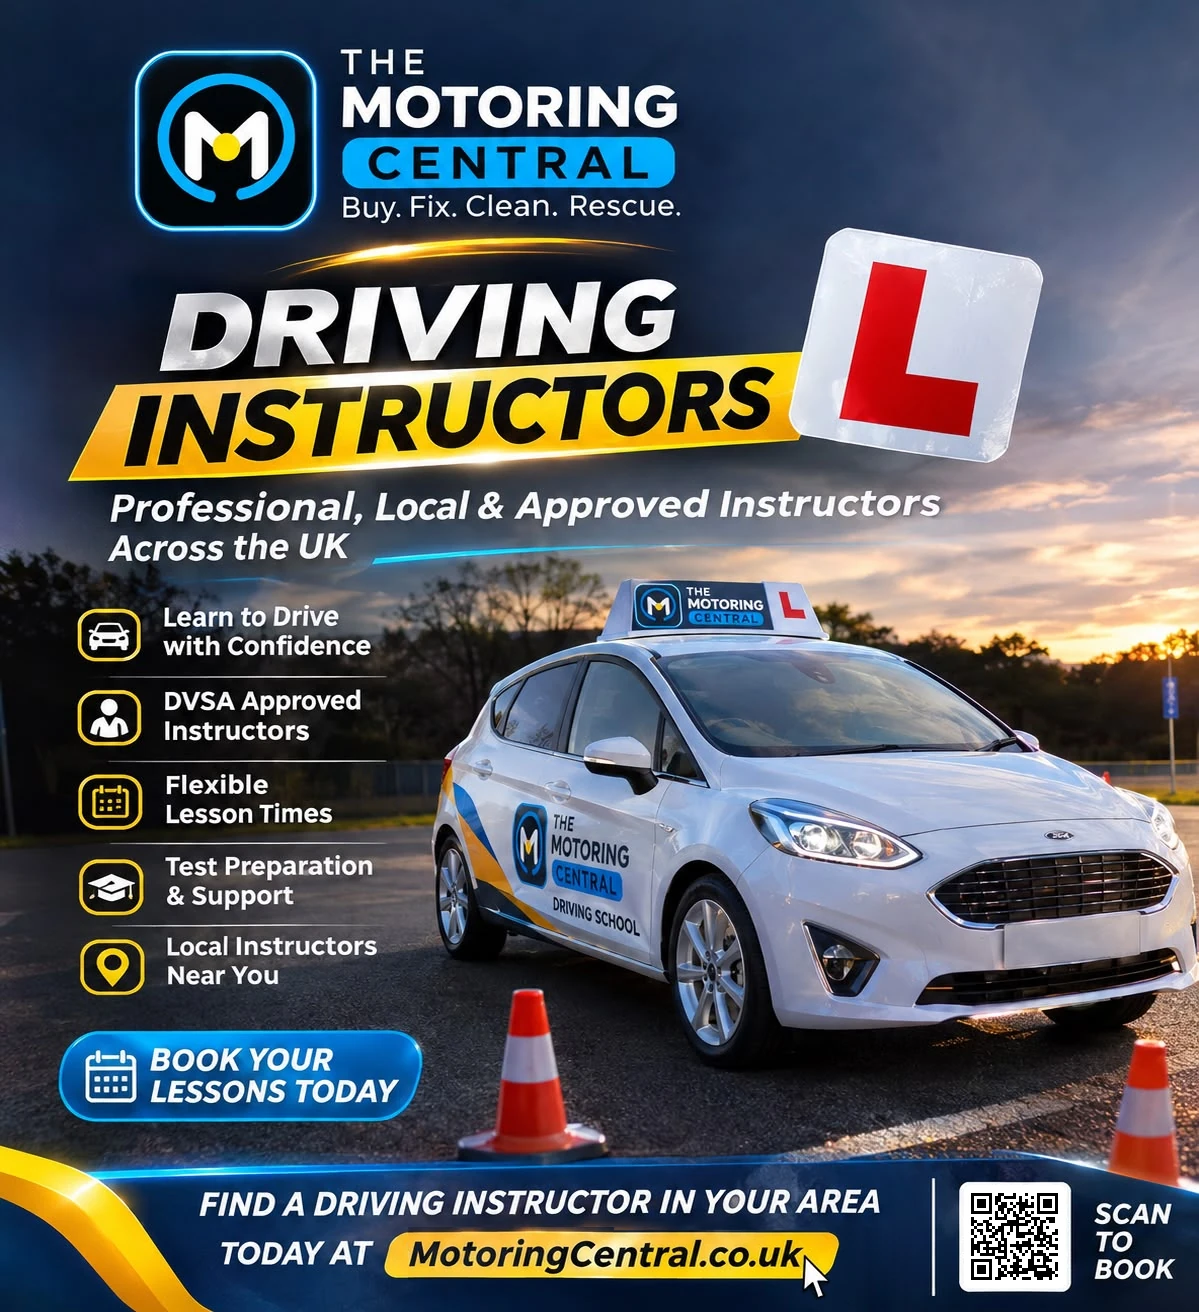 THE
MOTORING
CENTRAL
Buy. Fix. Clean. Rescue.
DRIVING
INSTRUCTORS
L
Professional, Local & Approved Instructors
Across the UK
Learn to Drive
with Confidence
DVSA Approved
Instructors
Flexible
Lesson Times
Test Preparation
& Support
Local Instructors
Near You
THE
MOTORING
CENTRAL
L
THE
MOTORING
CENTRAL
DRIVING SCHOOL
BOOK YOUR
LESSONS TODAY
FIND A DRIVING INSTRUCTOR IN YOUR AREA
TODAY AT MotoringCentral.co.uk
SCAN
TO
BOOK